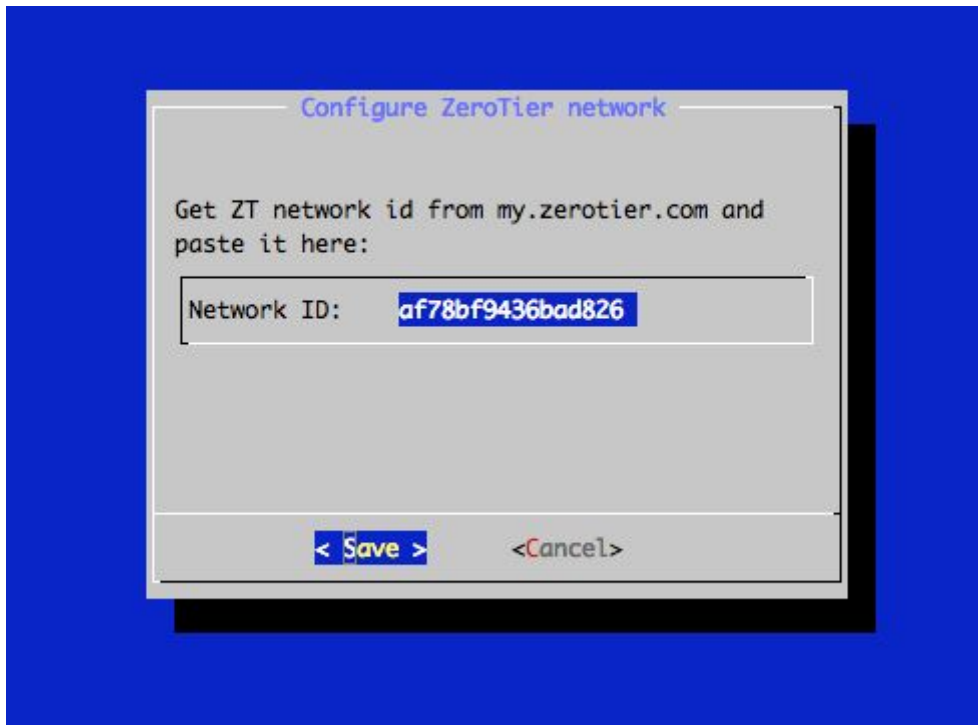 Configure ZeroTier network
Get ZT network id from my.zerotier.com and
paste it here:
Network ID: af78bf9436bad826
< Save > <Cancel>